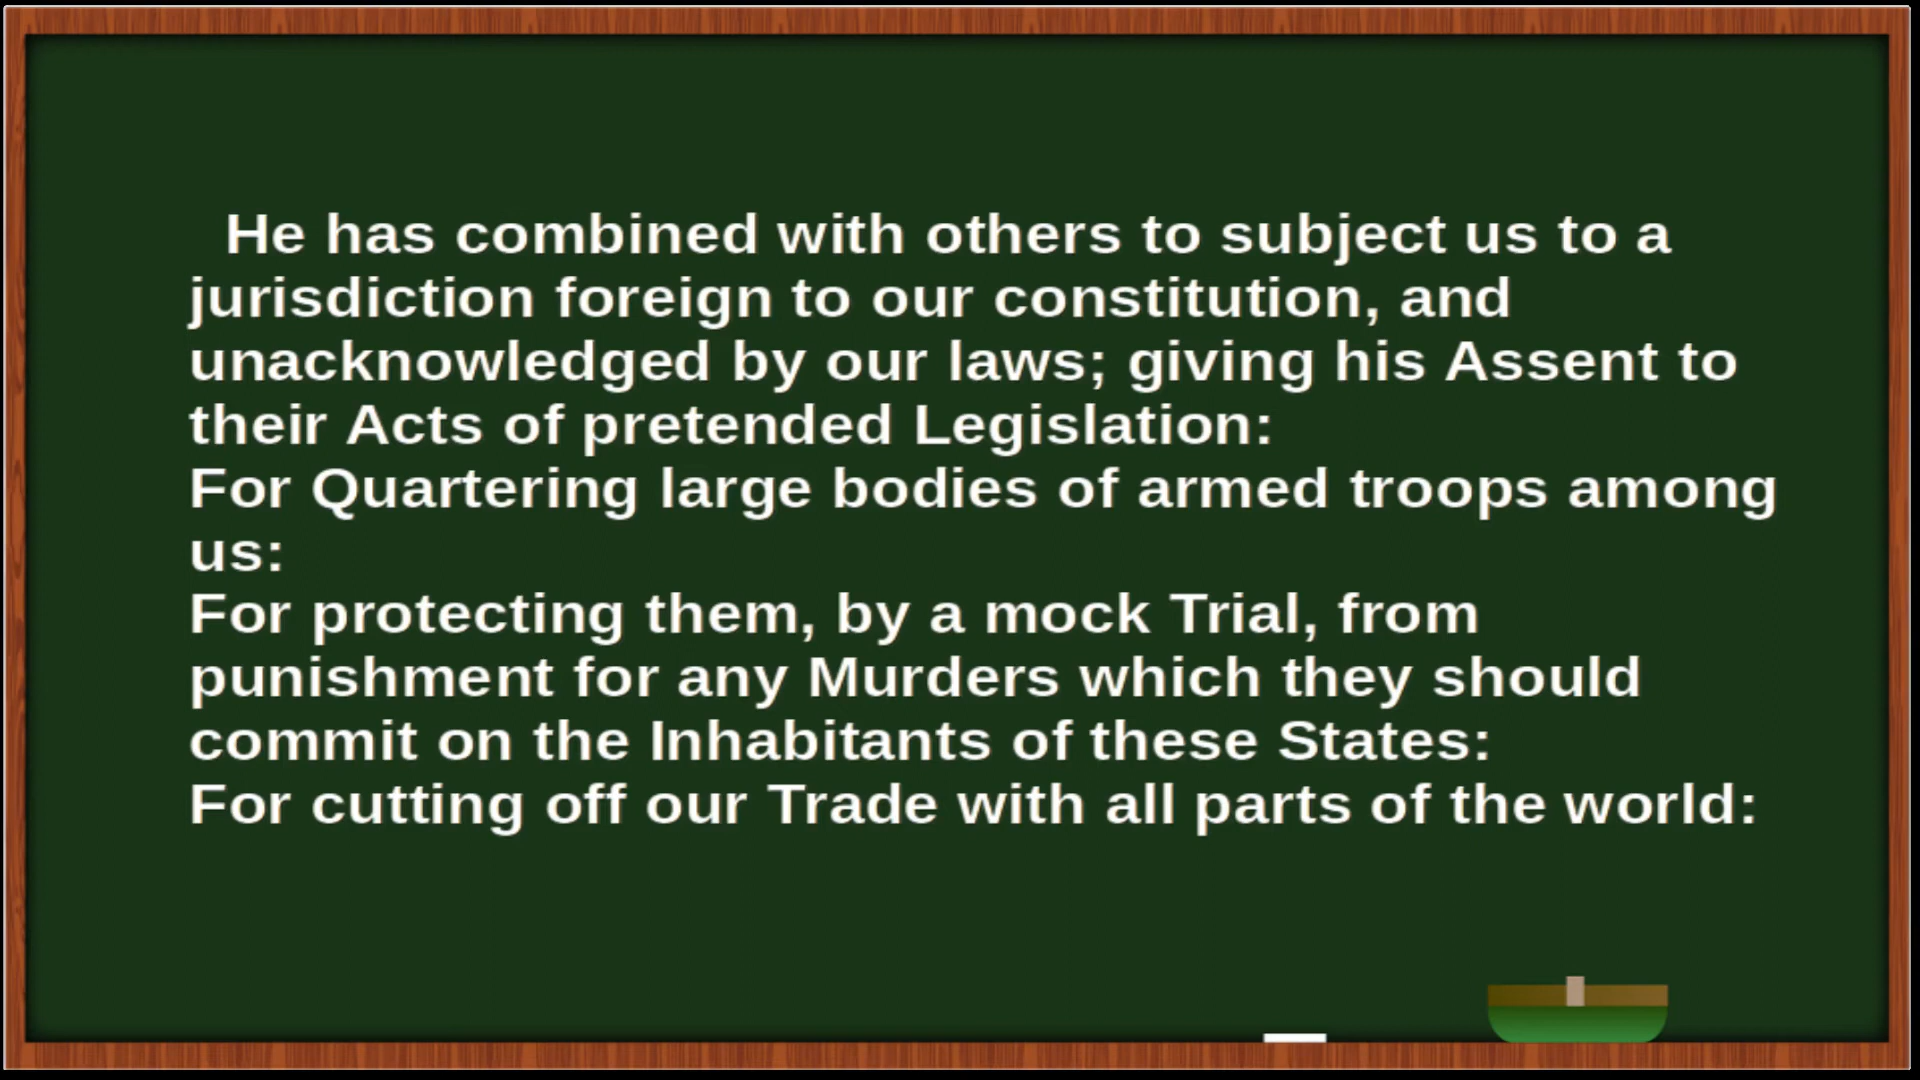 He has combined with others to subject us to a
jurisdiction foreign to our constitution, and
unacknowledged by our laws; giving his Assent to
their Acts of pretended Legislation:
For Quartering large bodies of armed troops among
us:
For protecting them, by a mock Trial, from
punishment for any Murders which they should
commit on the Inhabitants of these States:
For cutting off our Trade with all parts of the world: